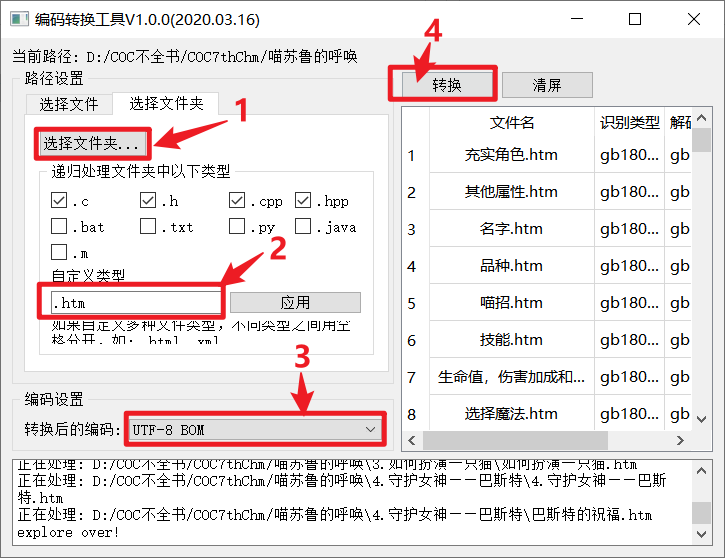 编码转换工具V1.0.0(2020.03.16)
当前路径: D:/COC不全书/COC7thChm/喵苏鲁的呼唤
路径设置
选择文件
选择文件夹
1
选择文件夹...
递归处理文件夹中以下类型
.c
.h
.cpp
.hpp
.bat
.txt
.py
.java
.m
自定义类型
2
.htm
应用
如果自定义多种文件类型，不同类型之间用空
格分开。如: .html .xml
编码设置
3
转换后的编码:
UTF-8 BOM
4
转换
清屏
文件名 识别类型 解码
1 充实角色.htm gb180... gb
2 其他属性.htm gb180... gb
3 名字.htm gb180... gb
4 品种.htm gb180... gb
5 喵招.htm gb180... gb
6 技能.htm gb180... gb
7 生命值，伤害加成和... gb180... gb
8 选择魔法.htm gb180... gb
正在处理: D:/COC不全书/COC7thChm/喵苏鲁的呼唤\3.如何扮演一只猫\如何扮演一只猫.htm
正在处理: D:/COC不全书/COC7thChm/喵苏鲁的呼唤\4.守护女神－－巴斯特\4.守护女神－－巴斯
特.htm
正在处理: D:/COC不全书/COC7thChm/喵苏鲁的呼唤\4.守护女神－－巴斯特\巴斯特的祝福.htm
explore over!